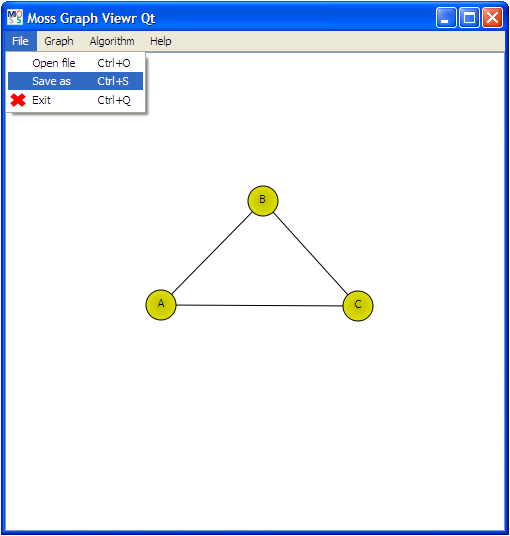 Moss Graph Viewr Qt
File Graph Algorithm Help
Open file Ctrl+O
Save as Ctrl+S
Exit Ctrl+Q
B
A C